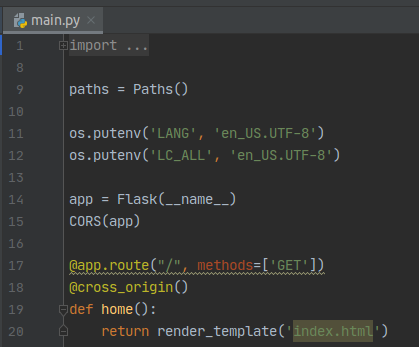 main.py
1 import ...
8
9 paths = Paths()
10
11 os.putenv('LANG', 'en_US.UTF-8')
12 os.putenv('LC_ALL', 'en_US.UTF-8')
13
14 app = Flask(__name__)
15 CORS(app)
16
17 @app.route("/", methods=['GET'])
18 @cross_origin()
19 def home():
20 return render_template('index.html')